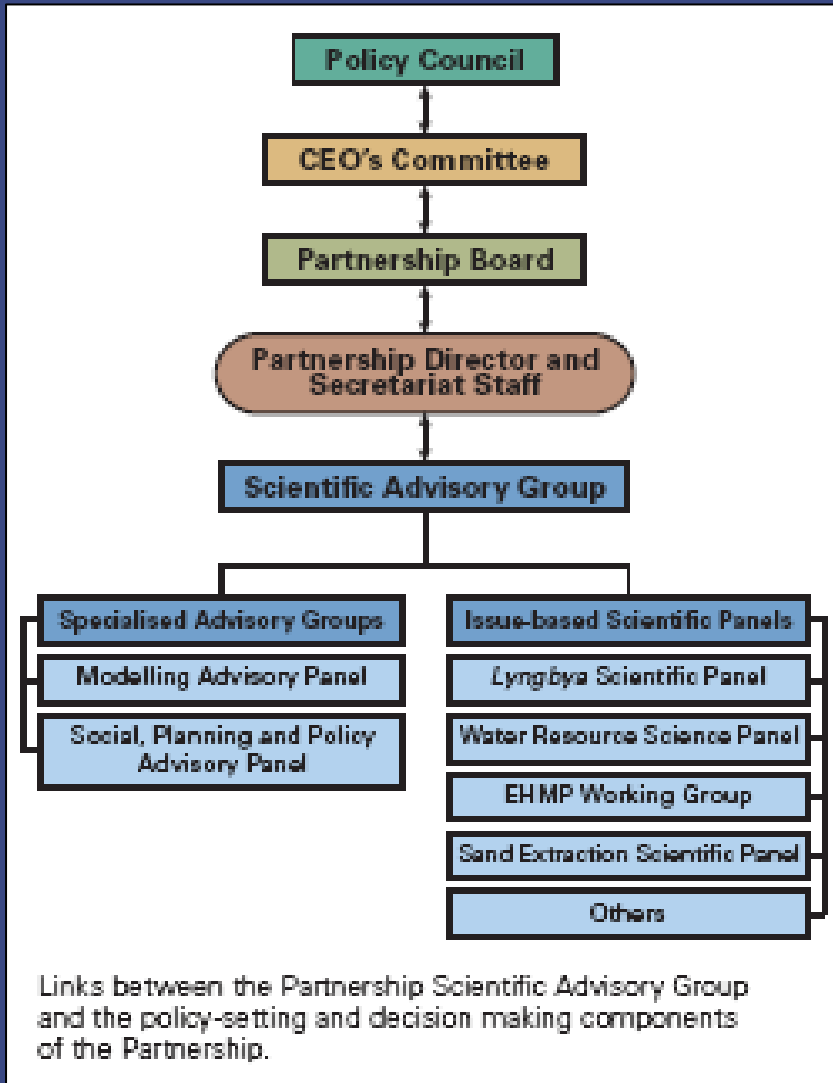 Policy Council
CEO's Committee
Partnership Board
Partnership Director and
Secretariat Staff
Scientific Advisory Group
Specialised Advisory Groups
Modelling Advisory Panel
Social, Planning and Policy
Advisory Panel
Issue-based Scientific Panels
Lyngbya Scientific Panel
Water Resource Science Panel
EHMP Working Group
Sand Extraction Scientific Panel
Others
Links between the Partnership Scientific Advisory Group
and the policy-setting and decision making components
of the Partnership.